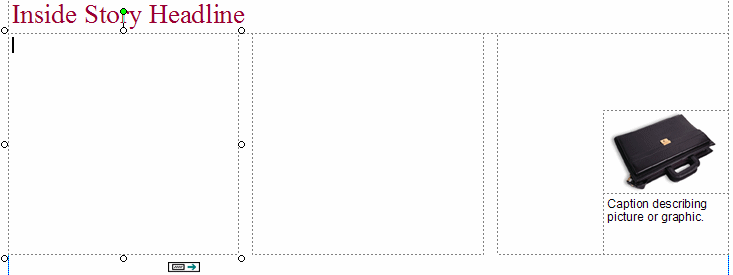 Inside Story Headline
Caption describing
picture or graphic.